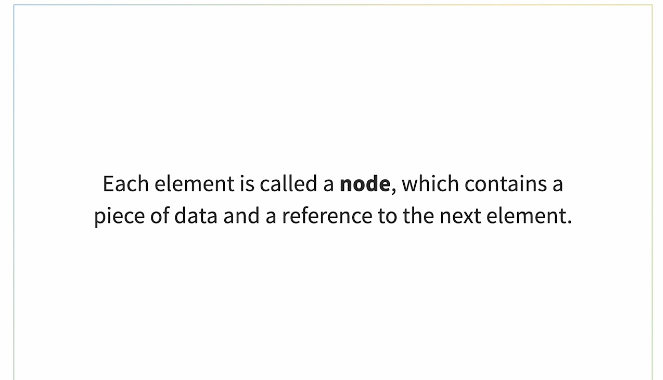 Each element is called a node, which contains a
piece of data and a reference to the next element.